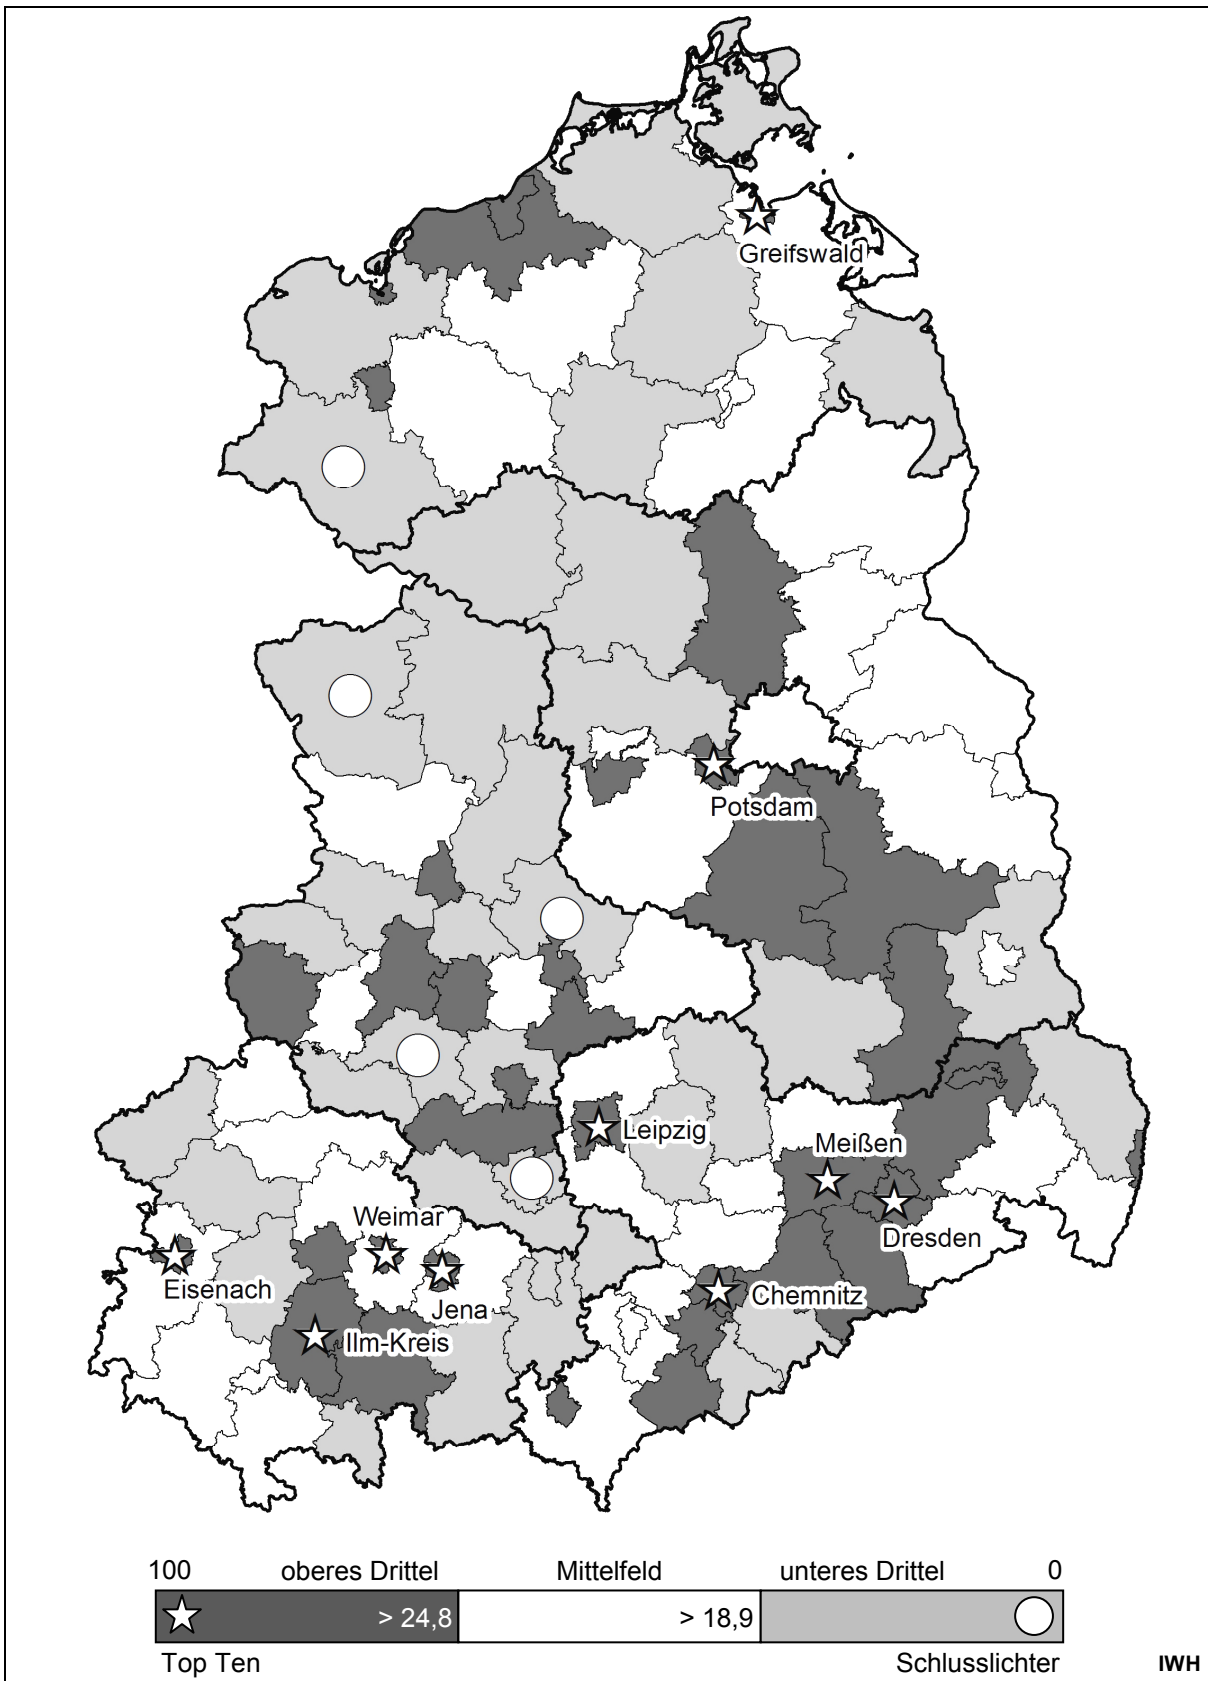 Greifswald
Potsdam
Leipzig
Meißen
Weimar
Dresden
Eisenach
Jena
Chemnitz
Ilm-Kreis
100 oberes Drittel Mittelfeld unteres Drittel 0
> 24,8 > 18,9
Top Ten Schlusslichter IWH